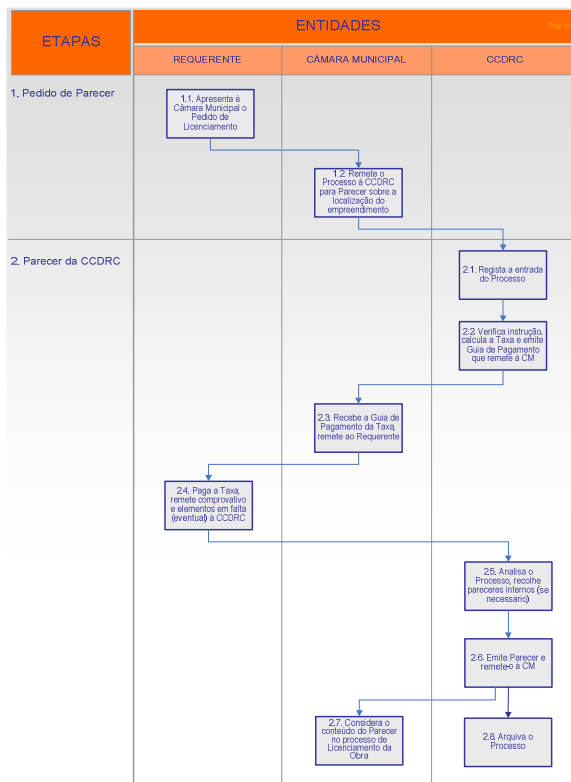 ETAPAS
ENTIDADES
Pág. 1/1
REQUERENTE
CÂMARA MUNICIPAL
CCDRC
1. Pedido de Parecer
1.1. Apresenta à
Câmara Municipal o
Pedido de
Licenciamento
1.2 Remete o
Processo à CCDRC
para Parecer sobre a
localização do
empreendimento
2. Parecer da CCDRC
2.1. Regista a entrada
do Processo
2.2. Verifica instrução,
calcula a Taxa e emite
Guia de Pagamento
que remete à CM
2.3. Recebe a Guia de
Pagamento da Taxa,
remete ao Requerente
2.4. Paga a Taxa,
remete comprovativo
e elementos em falta
(eventual) à CCDRC
2.5. Analisa o
Processo, recolhe
pareceres internos (se
necessário)
2.6. Emite Parecer e
remete-o à CM
2.7. Considera o
conteúdo do Parecer
no processo de
Licenciamento da
Obra
2.8. Arquiva o
Processo